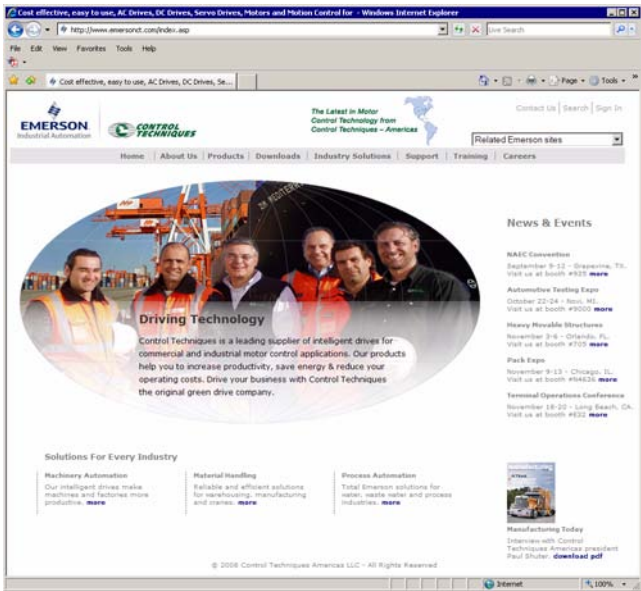 Cost effective, easy to use, AC Drives, DC Drives, Servo Drives, Motors and Motion Control for - Windows Internet Explorer
http://www.emersonct.com/index.asp
Live Search
File Edit View Favorites Tools Help
Cost effective, easy to use, AC Drives, DC Drives, Se...
Page Tools
EMERSON
Industrial Automation
CONTROL
TECHNIQUES
The Latest in Motor
Control Technology from
Control Techniques - Americas
Contact Us | Search | Sign In
Related Emerson sites
Home | About Us | Products | Downloads | Industry Solutions | Support | Training | Careers
Driving Technology
Control Techniques is a leading supplier of intelligent drives for
commercial and industrial motor control applications. Our products
help you to increase productivity, save energy & reduce your
operating costs. Drive your business with Control Techniques
the original green drive company.
News & Events
NAEC Convention
September 9-12 - Grapevine, TX.
Visit us at booth #925 more
Automotive Testing Expo
October 22-24 - Novi, MI.
Visit us at booth #9000 more
Heavy Movable Structures
November 3-6 - Orlando, FL.
Visit us at booth #705 more
Pack Expo
November 9-13 - Chicago, IL.
Visit us at booth #N4636 more
Terminal Operations Conference
November 18-20 - Long Beach, CA.
Visit us at booth #E32 more
Solutions For Every Industry
Machinery Automation
Our intelligent drives make
machines and factories more
productive. more
Material Handling
Reliable and efficient solutions
for warehousing, manufacturing
and cranes. more
Process Automation
Total Emerson solutions for
water, waste water and process
industries. more
Manufacturing Today
Interview with Control
Techniques Americas president
Paul Shuter. download pdf
© 2008 Control Techniques Americas LLC - All Rights Reserved
Internet
100%